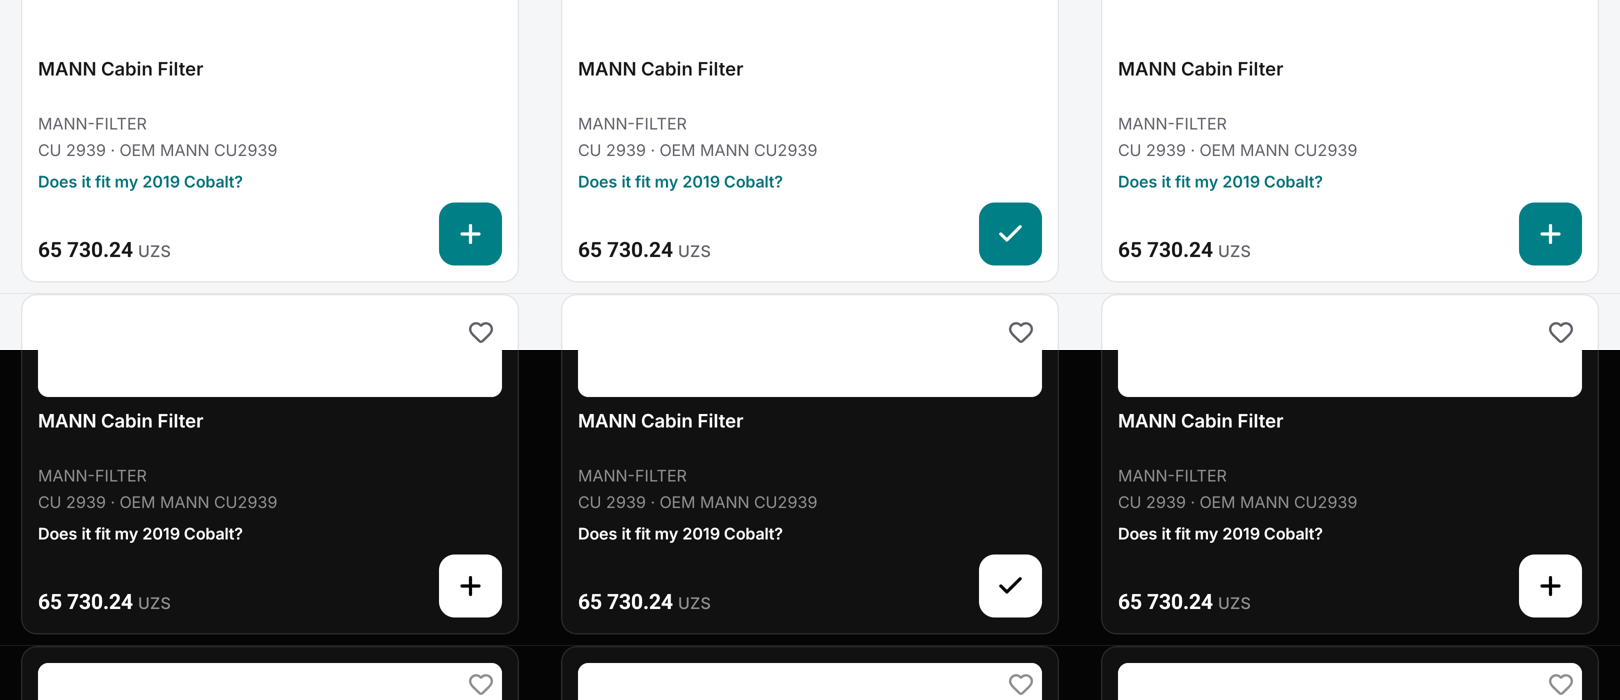 MANN Cabin Filter
MANN-FILTER
CU 2939 · OEM MANN CU2939
Does it fit my 2019 Cobalt?
65 730.24 UZS
MANN Cabin Filter
MANN-FILTER
CU 2939 · OEM MANN CU2939
Does it fit my 2019 Cobalt?
65 730.24 UZS
MANN Cabin Filter
MANN-FILTER
CU 2939 · OEM MANN CU2939
Does it fit my 2019 Cobalt?
65 730.24 UZS
MANN Cabin Filter
MANN-FILTER
CU 2939 · OEM MANN CU2939
Does it fit my 2019 Cobalt?
65 730.24 UZS
MANN Cabin Filter
MANN-FILTER
CU 2939 · OEM MANN CU2939
Does it fit my 2019 Cobalt?
65 730.24 UZS
MANN Cabin Filter
MANN-FILTER
CU 2939 · OEM MANN CU2939
Does it fit my 2019 Cobalt?
65 730.24 UZS